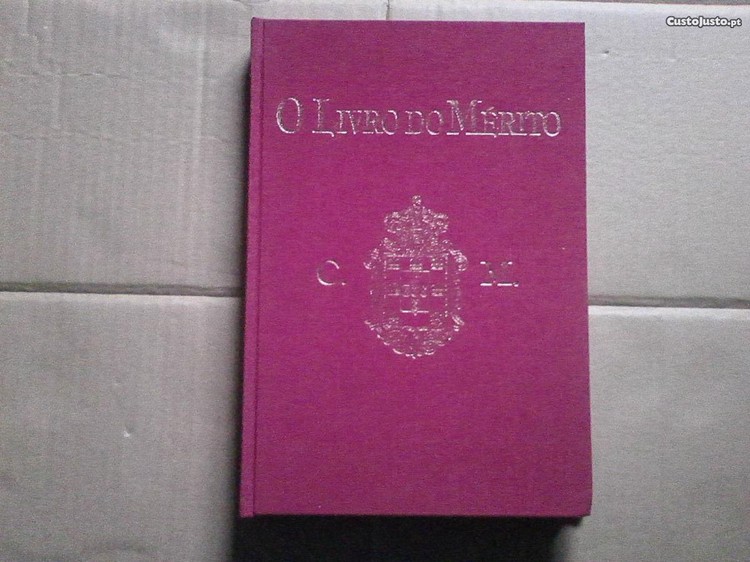 CustoJusto.pt
O LIVRO DO MÉRITO
C. M.